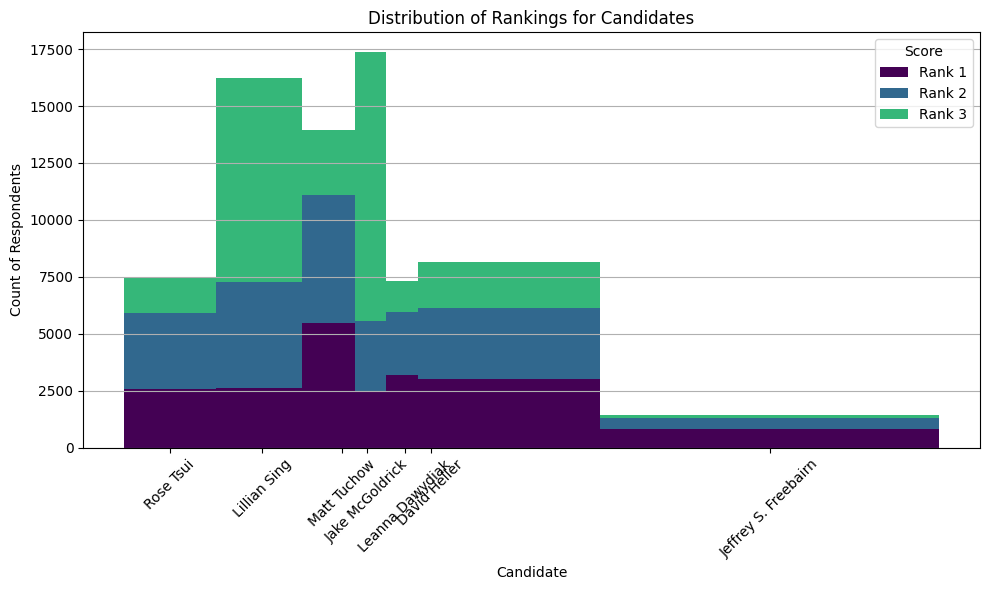 Distribution of Rankings for Candidates
Score
Rank 1
Rank 2
Rank 3
Count of Respondents
17500
15000
12500
10000
7500
5000
2500
0
Rose Tsui
Lillian Sing
Matt Tuchow
Jake McGoldrick
Leanna Dawydiak
David Heller
Jeffrey S. Freebairn
Candidate